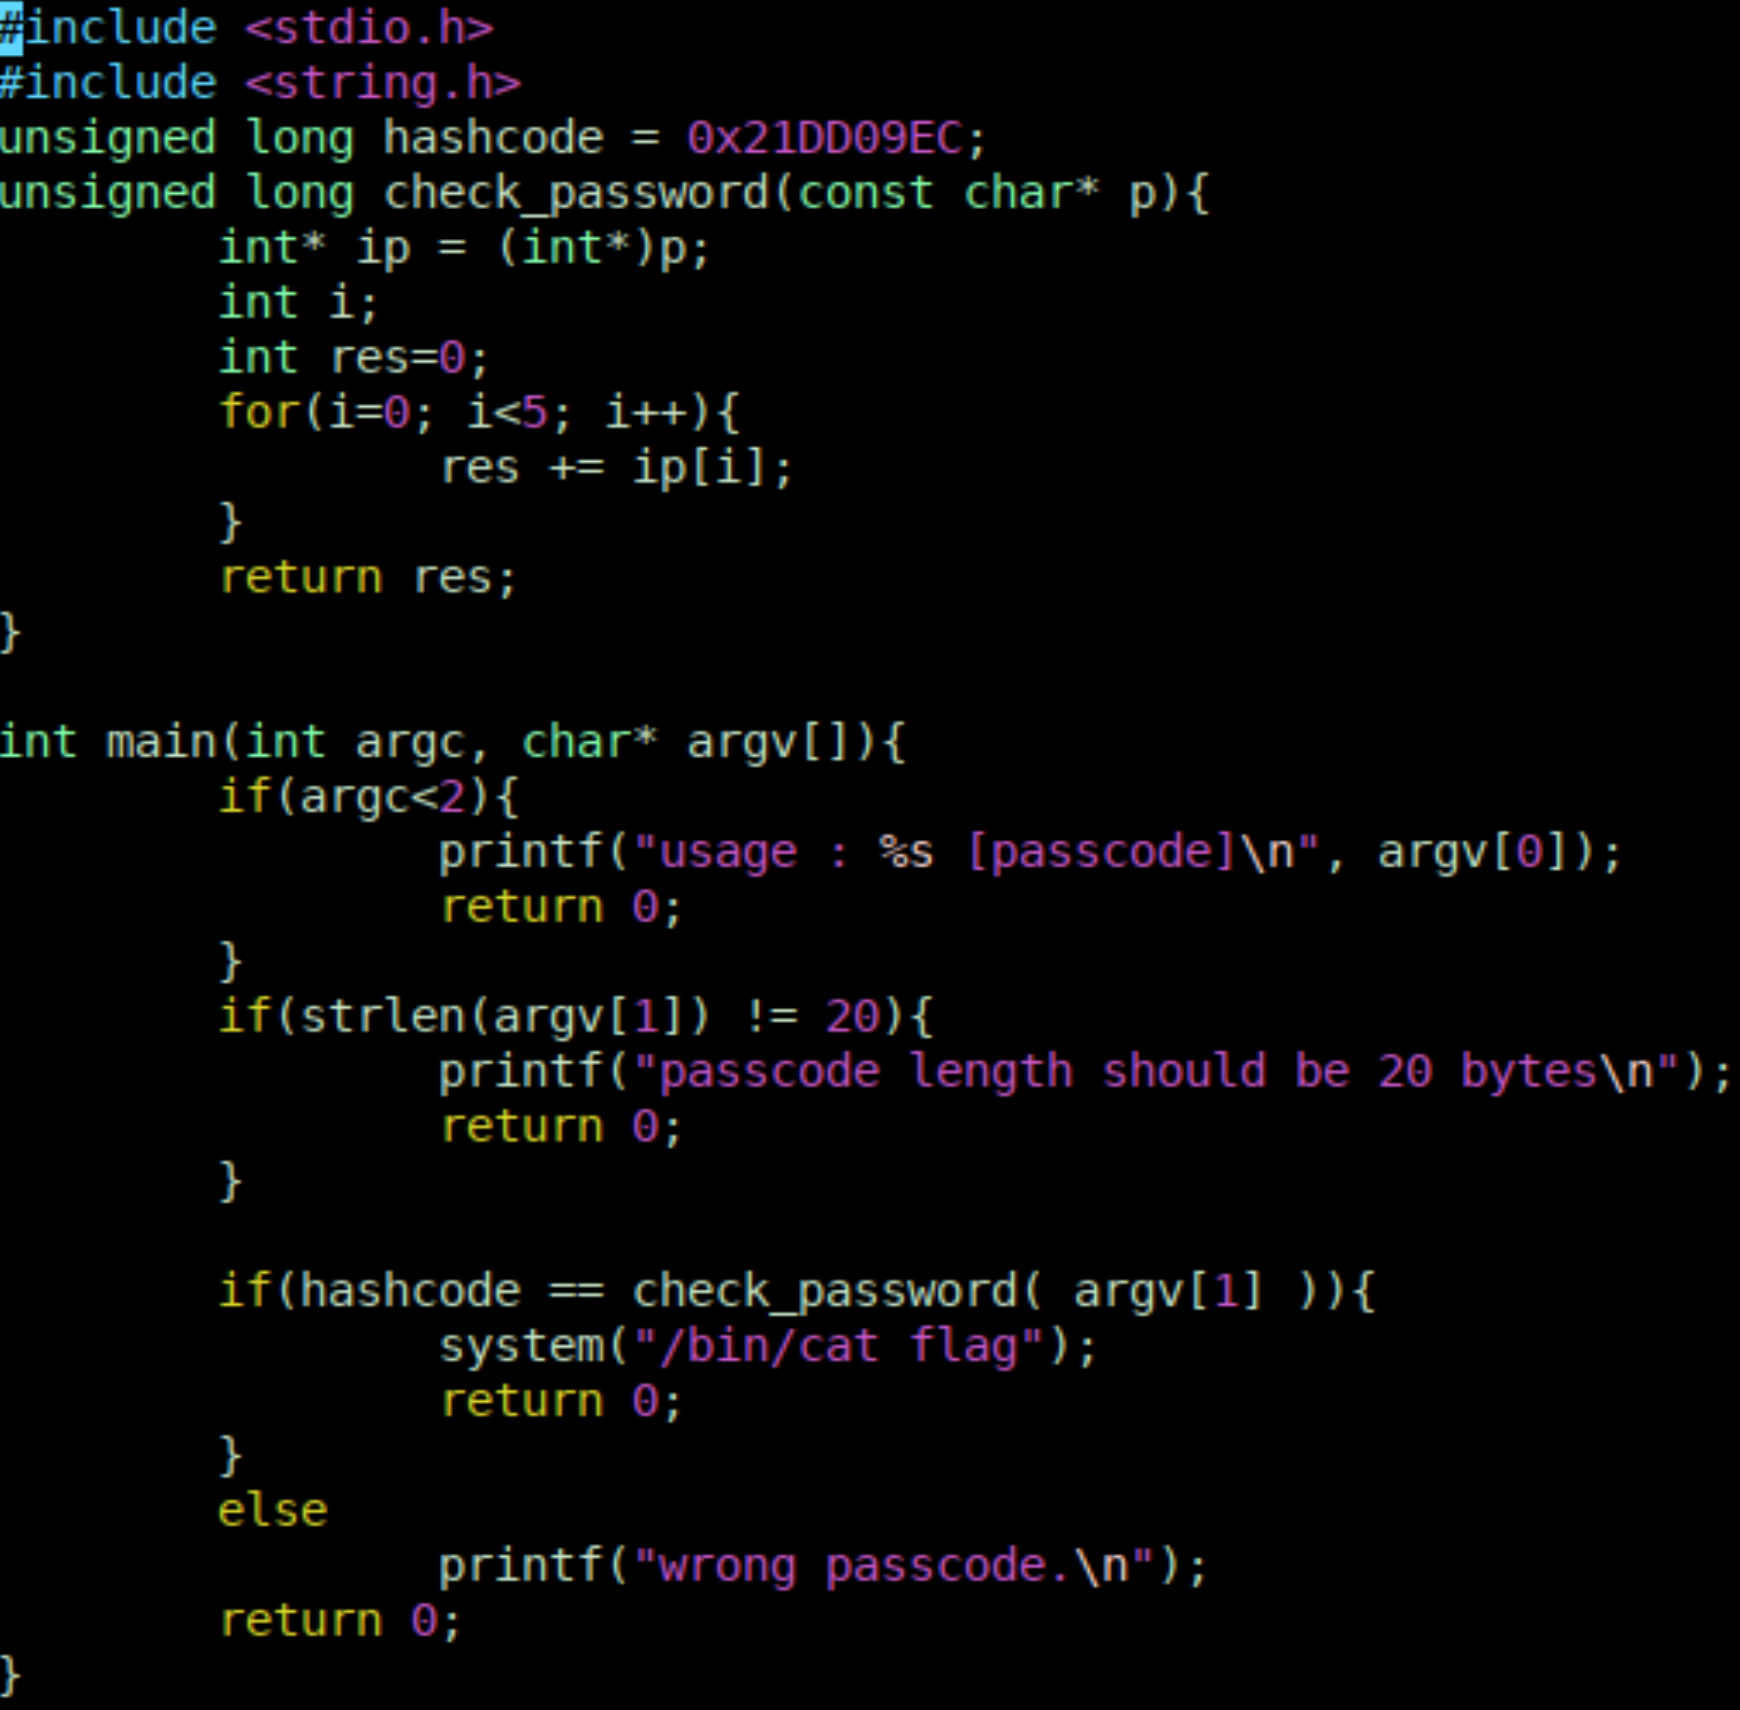 #include <stdio.h>
#include <string.h>
unsigned long hashcode = 0x21DD09EC;
unsigned long check_password(const char* p){
        int* ip = (int*)p;
        int i;
        int res=0;
        for(i=0; i<5; i++){
                res += ip[i];
        }
        return res;
}

int main(int argc, char* argv[]){
        if(argc<2){
                printf("usage : %s [passcode]\n", argv[0]);
                return 0;
        }
        if(strlen(argv[1]) != 20){
                printf("passcode length should be 20 bytes\n");
                return 0;
        }

        if(hashcode == check_password( argv[1] )){
                system("/bin/cat flag");
                return 0;
        }
        else
                printf("wrong passcode.\n");
        return 0;
}